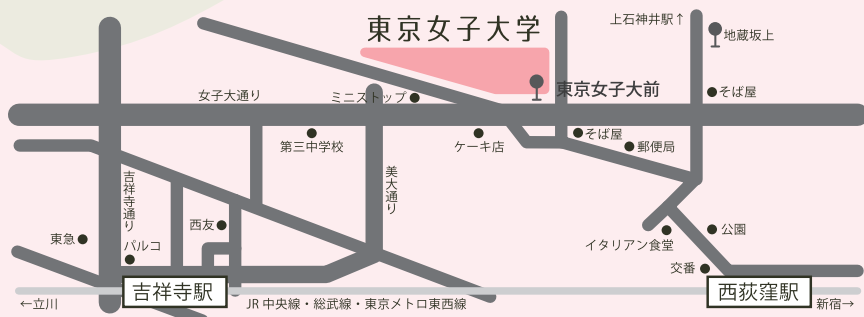 東京女子大学
上石神井駅↑
地蔵坂上
女子大通り
ミニストップ
東京女子大前
そば屋
第三中学校
ケーキ店
そば屋
郵便局
吉祥寺通り
美大通り
西友
東急
パルコ
イタリアン食堂
公園
交番
吉祥寺駅
西荻窪駅
←立川
JR 中央線・総武線・東京メトロ東西線
新宿→